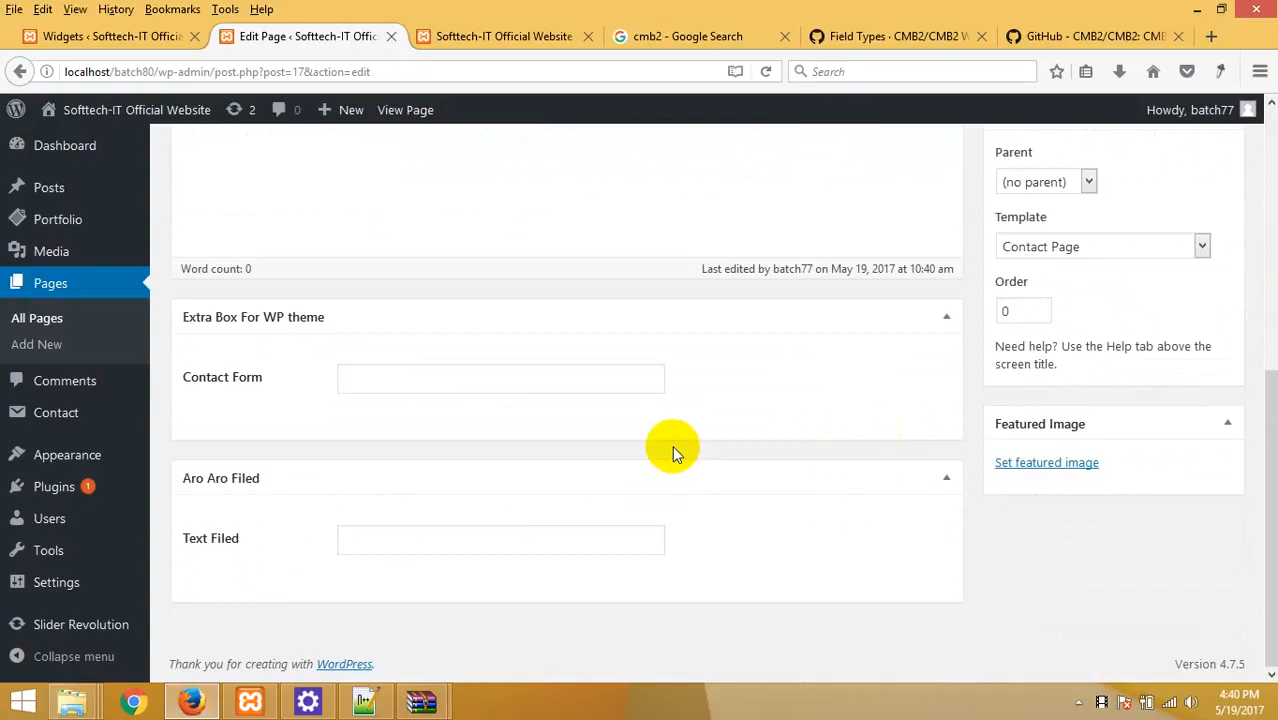 File Edit View History Bookmarks Tools Help
Widgets ‹ Softtech-IT Officia
Edit Page ‹ Softtech-IT Offic
Softtech-IT Official Website
cmb2 - Google Search
Field Types · CMB2/CMB2 W
GitHub - CMB2/CMB2: CMB
localhost/batch80/wp-admin/post.php?post=17&action=edit
Search
Softtech-IT Official Website 2 0 New View Page
Howdy, batch77
Dashboard
Posts
Portfolio
Media
Pages
All Pages
Add New
Comments
Contact
Appearance
Plugins 1
Users
Tools
Settings
Slider Revolution
Collapse menu
Word count: 0
Last edited by batch77 on May 19, 2017 at 10:40 am
Extra Box For WP theme
Contact Form
Aro Aro Filed
Text Filed
Thank you for creating with WordPress.
Version 4.7.5
Parent
(no parent)
Template
Contact Page
Order
0
Need help? Use the Help tab above the
screen title.
Featured Image
Set featured image
4:40 PM
5/19/2017